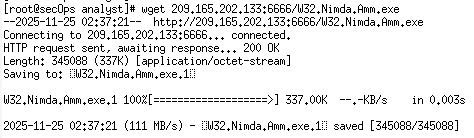 [root@secOps analyst]# wget 209.165.202.133:6666/W32.Nimda.Amm.exe
--2025-11-25 02:37:21--  http://209.165.202.133:6666/W32.Nimda.Amm.exe
Connecting to 209.165.202.133:6666... connected.
HTTP request sent, awaiting response... 200 OK
Length: 345088 (337K) [application/octet-stream]
Saving to: ░W32.Nimda.Amm.exe.1░
W32.Nimda.Amm.exe.1 100%[===================>] 337.00K  --.-KB/s    in 0.003s
2025-11-25 02:37:21 (111 MB/s) - ░W32.Nimda.Amm.exe.1░ saved [345088/345088]